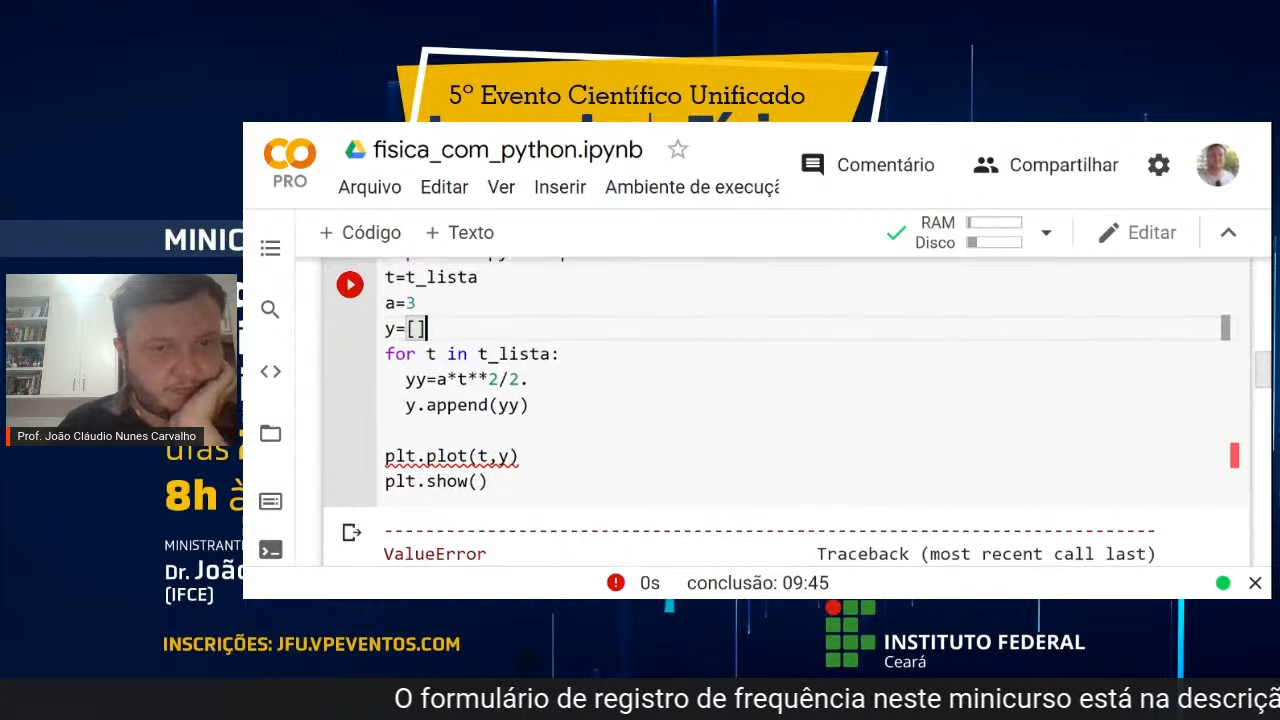 5º Evento Científico Unificado
CO
PRO
fisica_com_python.ipynb
Comentário
Compartilhar
Arquivo Editar Ver Inserir
Ambiente de execuçã
+ Código + Texto
RAM
Disco
Editar
MINIC
t=t_lista
a=3
y=[]
for t in t_lista:
yy=a*t**2/2.
y.append(yy)
plt.plot(t,y)
plt.show()
Prof. João Cláudio Nunes Carvalho
8h à
MINISTRANT
Dr. João
(IFCE)
------------------------------------------------------------
ValueError Traceback (most recent call last)
0s conclusão: 09:45
INSCRIÇÕES: JFU.VPEVENTOS.COM
INSTITUTO FEDERAL
Ceará
O formulário de registro de frequência neste minicurso está na descriçã